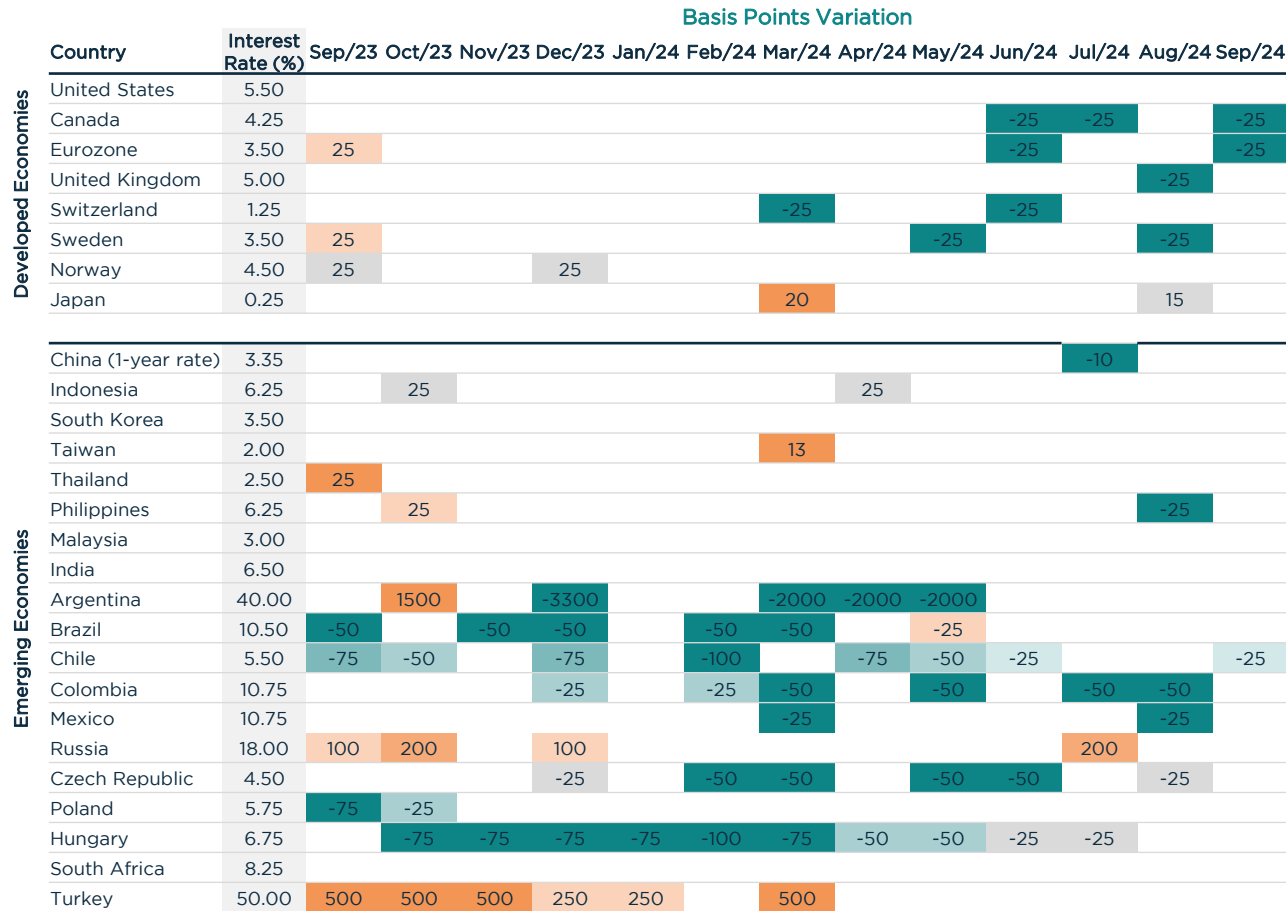 Basis Points Variation
Country Interest Rate (%) Sep/23 Oct/23 Nov/23 Dec/23 Jan/24 Feb/24 Mar/24 Apr/24 May/24 Jun/24 Jul/24 Aug/24 Sep/24
Developed Economies
United States 5.50
Canada 4.25 -25 -25 -25
Eurozone 3.50 25 -25 -25
United Kingdom 5.00 -25
Switzerland 1.25 -25 -25
Sweden 3.50 25 -25 -25
Norway 4.50 25 25
Japan 0.25 20 15
Emerging Economies
China (1-year rate) 3.35 -10
Indonesia 6.25 25 25
South Korea 3.50
Taiwan 2.00 13
Thailand 2.50 25
Philippines 6.25 25 -25
Malaysia 3.00
India 6.50
Argentina 40.00 1500 -3300 -2000 -2000 -2000
Brazil 10.50 -50 -50 -50 -50 -50 -25
Chile 5.50 -75 -50 -75 -100 -75 -50 -25 -25
Colombia 10.75 -25 -25 -50 -50 -50 -50
Mexico 10.75 -25 -25
Russia 18.00 100 200 100 200
Czech Republic 4.50 -25 -50 -50 -50 -50 -25
Poland 5.75 -75 -25
Hungary 6.75 -75 -75 -75 -75 -100 -75 -50 -50 -25 -25
South Africa 8.25
Turkey 50.00 500 500 500 250 250 500